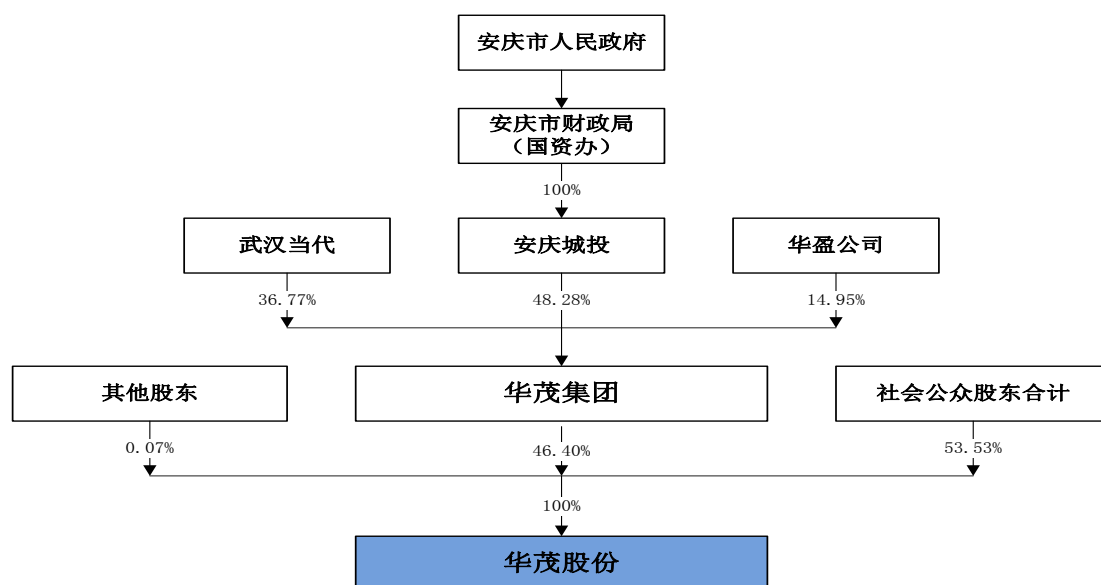 安庆市人民政府
安庆市财政局
（国资办）
100%
武汉当代
安庆城投
华盈公司
36.77%
48.28%
14.95%
其他股东
华茂集团
社会公众股东合计
0.07%
46.40%
53.53%
100%
华茂股份